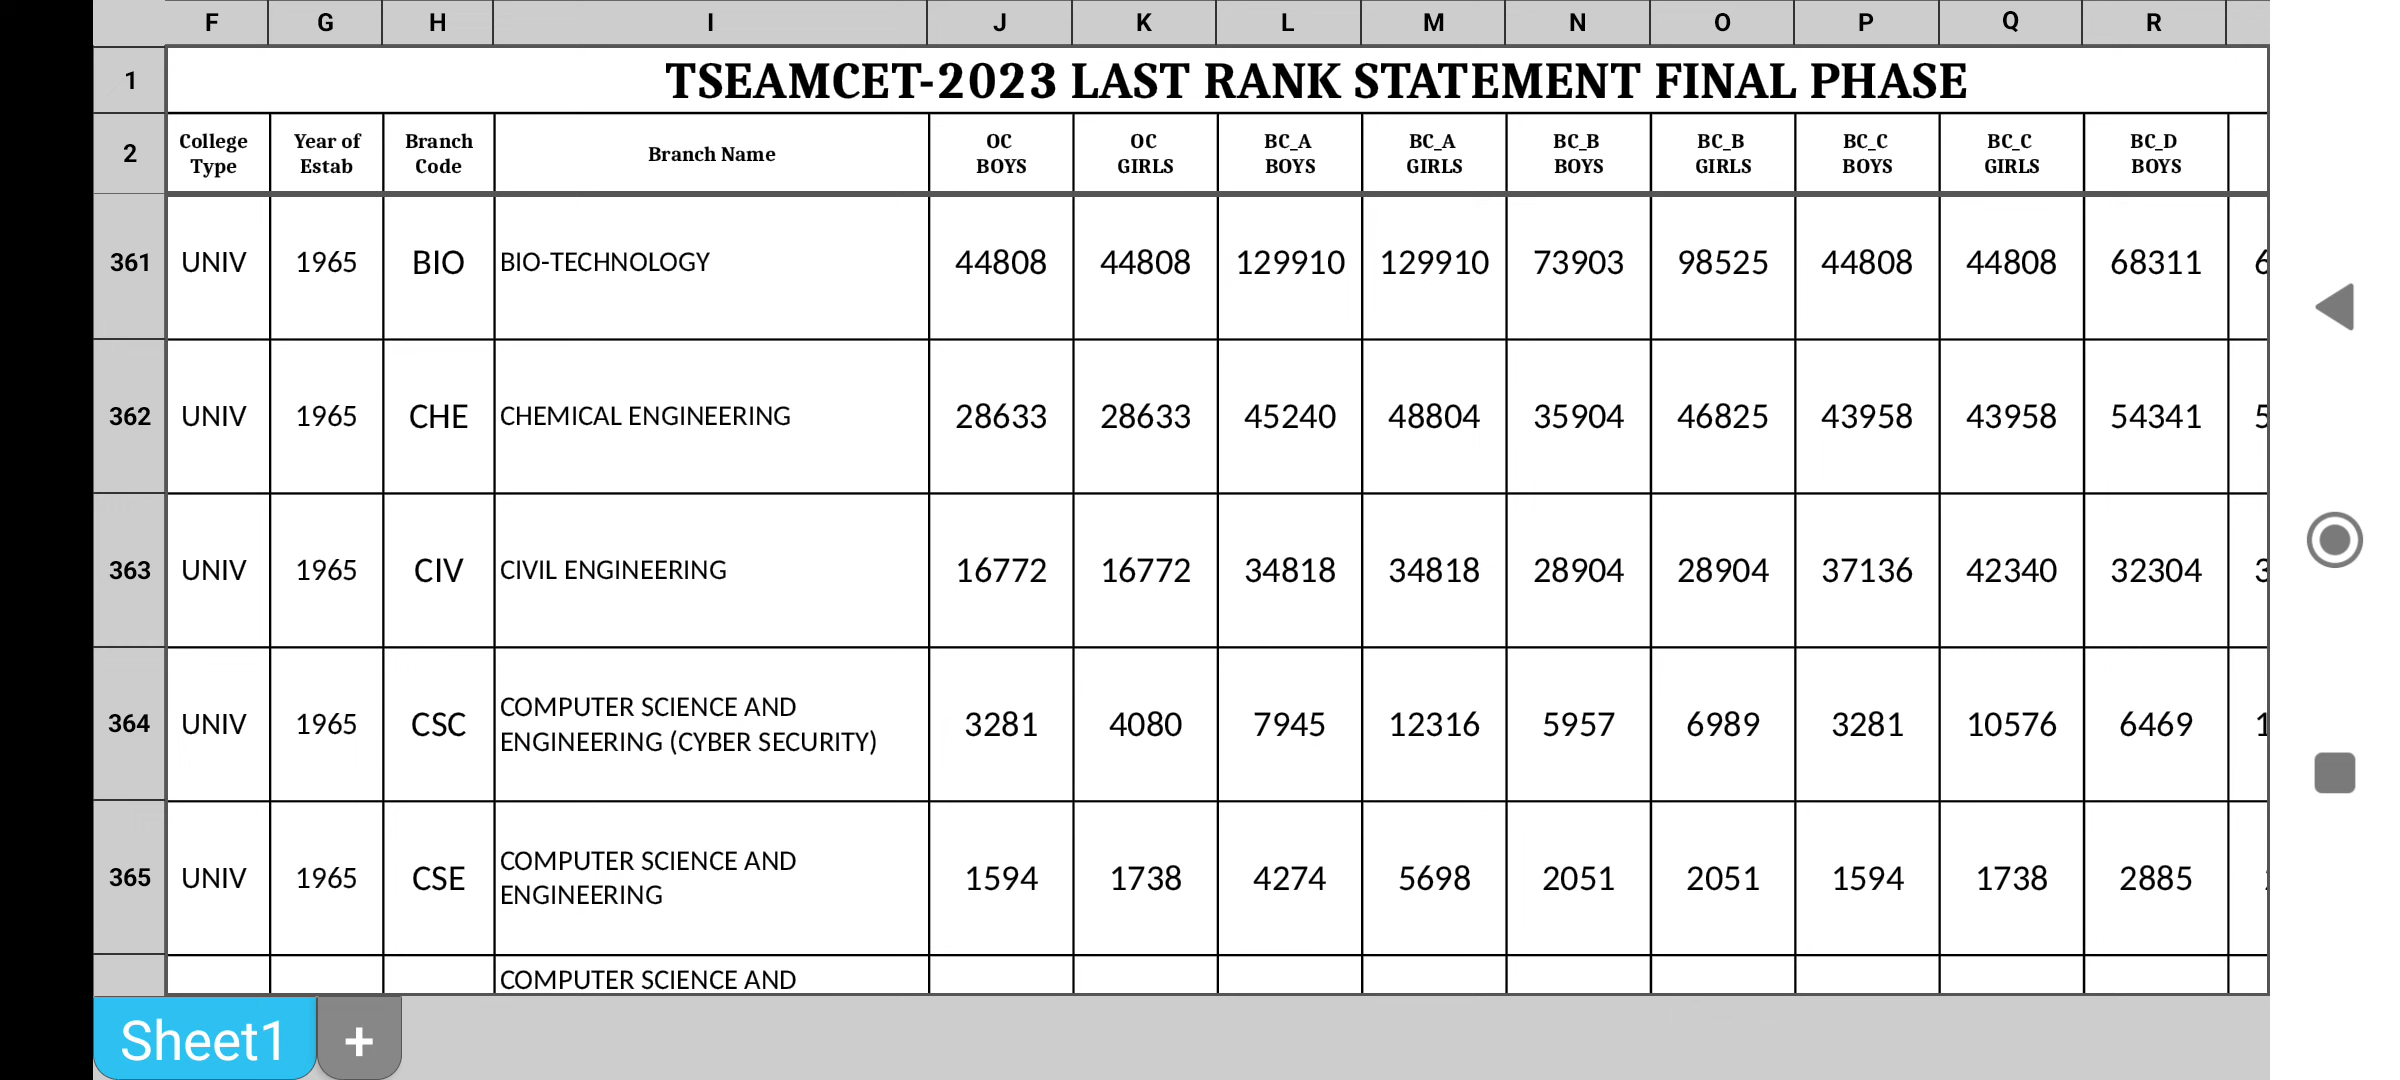 F G H I J K L M N O P Q R
1 TSEAMCET-2023 LAST RANK STATEMENT FINAL PHASE
2 College Type Year of Estab Branch Code Branch Name OC BOYS OC GIRLS BC_A BOYS BC_A GIRLS BC_B BOYS BC_B GIRLS BC_C BOYS BC_C GIRLS BC_D BOYS
361 UNIV 1965 BIO BIO-TECHNOLOGY 44808 44808 129910 129910 73903 98525 44808 44808 68311 6
362 UNIV 1965 CHE CHEMICAL ENGINEERING 28633 28633 45240 48804 35904 46825 43958 43958 54341 5
363 UNIV 1965 CIV CIVIL ENGINEERING 16772 16772 34818 34818 28904 28904 37136 42340 32304 3
364 UNIV 1965 CSC COMPUTER SCIENCE AND ENGINEERING (CYBER SECURITY) 3281 4080 7945 12316 5957 6989 3281 10576 6469 1
365 UNIV 1965 CSE COMPUTER SCIENCE AND ENGINEERING 1594 1738 4274 5698 2051 2051 1594 1738 2885
COMPUTER SCIENCE AND
Sheet1 +